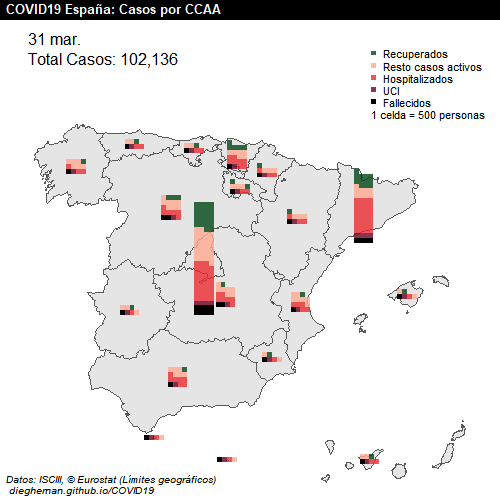 COVID19 España: Casos por CCAA
31 mar.
Total Casos: 102,136
Recuperados
Resto casos activos
Hospitalizados
UCI
Fallecidos
1 celda = 500 personas
Datos: ISCIII, © Eurostat (Límites geográficos)
diegheman.github.io/COVID19